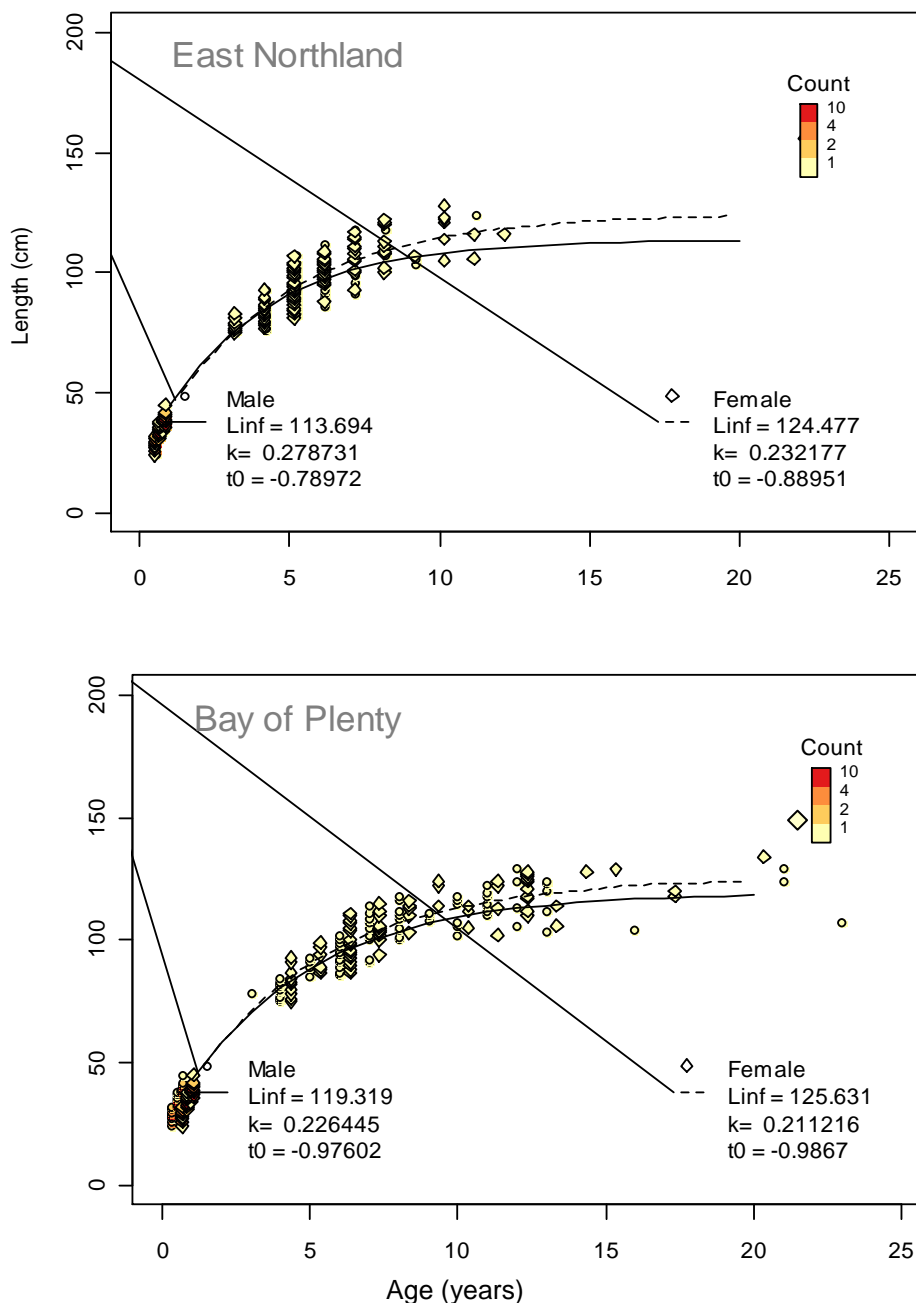 East Northland
Count
10
4
2
1
200
150
100
50
0
Length (cm)
Male
Linf = 113.694
k= 0.278731
t0 = -0.78972
Female
Linf = 124.477
k= 0.232177
t0 = -0.88951
0 5 10 15 20 25
Bay of Plenty
Count
10
4
2
1
200
150
100
50
0
Male
Linf = 119.319
k= 0.226445
t0 = -0.97602
Female
Linf = 125.631
k= 0.211216
t0 = -0.9867
0 5 10 15 20 25
Age (years)